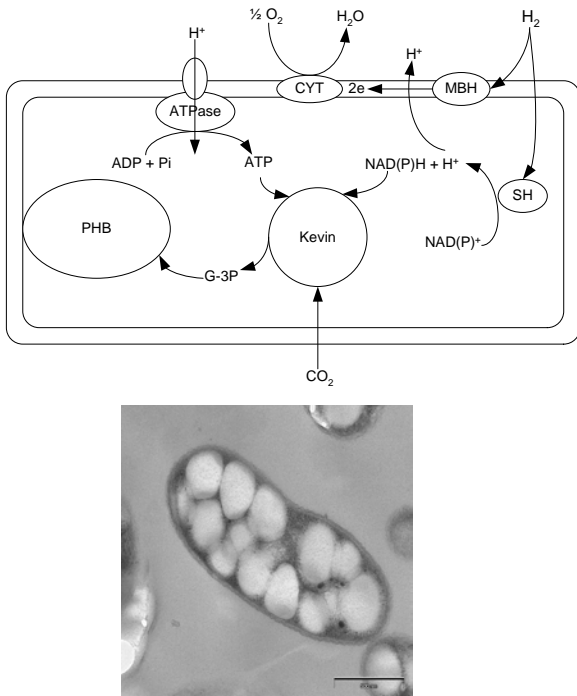 ½ O₂
H₂O
H₂
H⁺
H⁺
CYT
2e
MBH
ATPase
ADP + Pi
ATP
NAD(P)H + H⁺
SH
PHB
Kevin
NAD(P)⁺
G-3P
CO₂